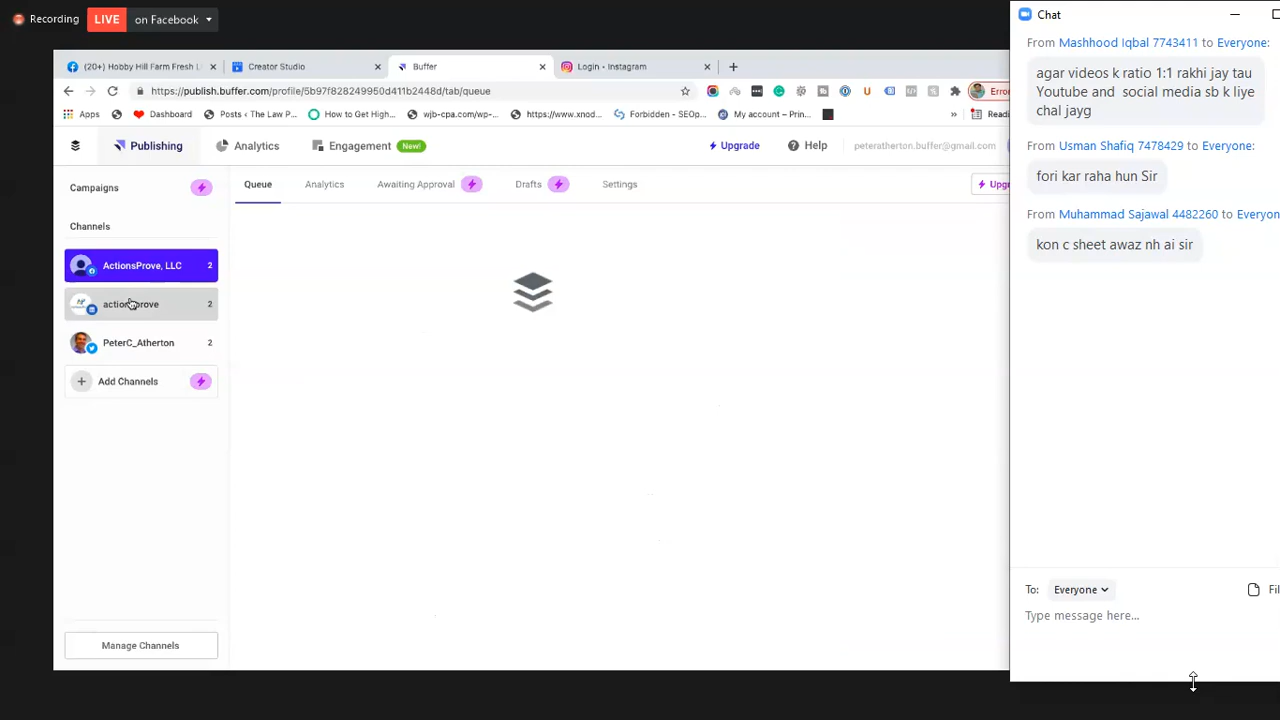 Recording
LIVE on Facebook
(20+) Hobby Hill Farm Fresh L
Creator Studio
Buffer
Login • Instagram
https://publish.buffer.com/profile/5b97f828249950d411b2448d/tab/queue
Error
Apps
Dashboard
Posts ‹ The Law P...
How to Get High...
wjb-cpa.com/wp-...
https://www.xnod...
Forbidden - SEOp...
My account – Prin...
»
Readi
Publishing
Analytics
Engagement New!
Upgrade
Help
peteratherton.buffer@gmail.com
Campaigns
Channels
ActionsProve, LLC 2
actionsprove 2
PeterC_Atherton 2
Add Channels
Manage Channels
Queue
Analytics
Awaiting Approval
Drafts
Settings
Upgr
Chat
From Mashhood Iqbal 7743411 to Everyone:
agar videos k ratio 1:1 rakhi jay tau
Youtube and social media sb k liye
chal jayg
From Usman Shafiq 7478429 to Everyone:
fori kar raha hun Sir
From Muhammad Sajawal 4482260 to Everyon
kon c sheet awaz nh ai sir
To: Everyone
Fil
Type message here...